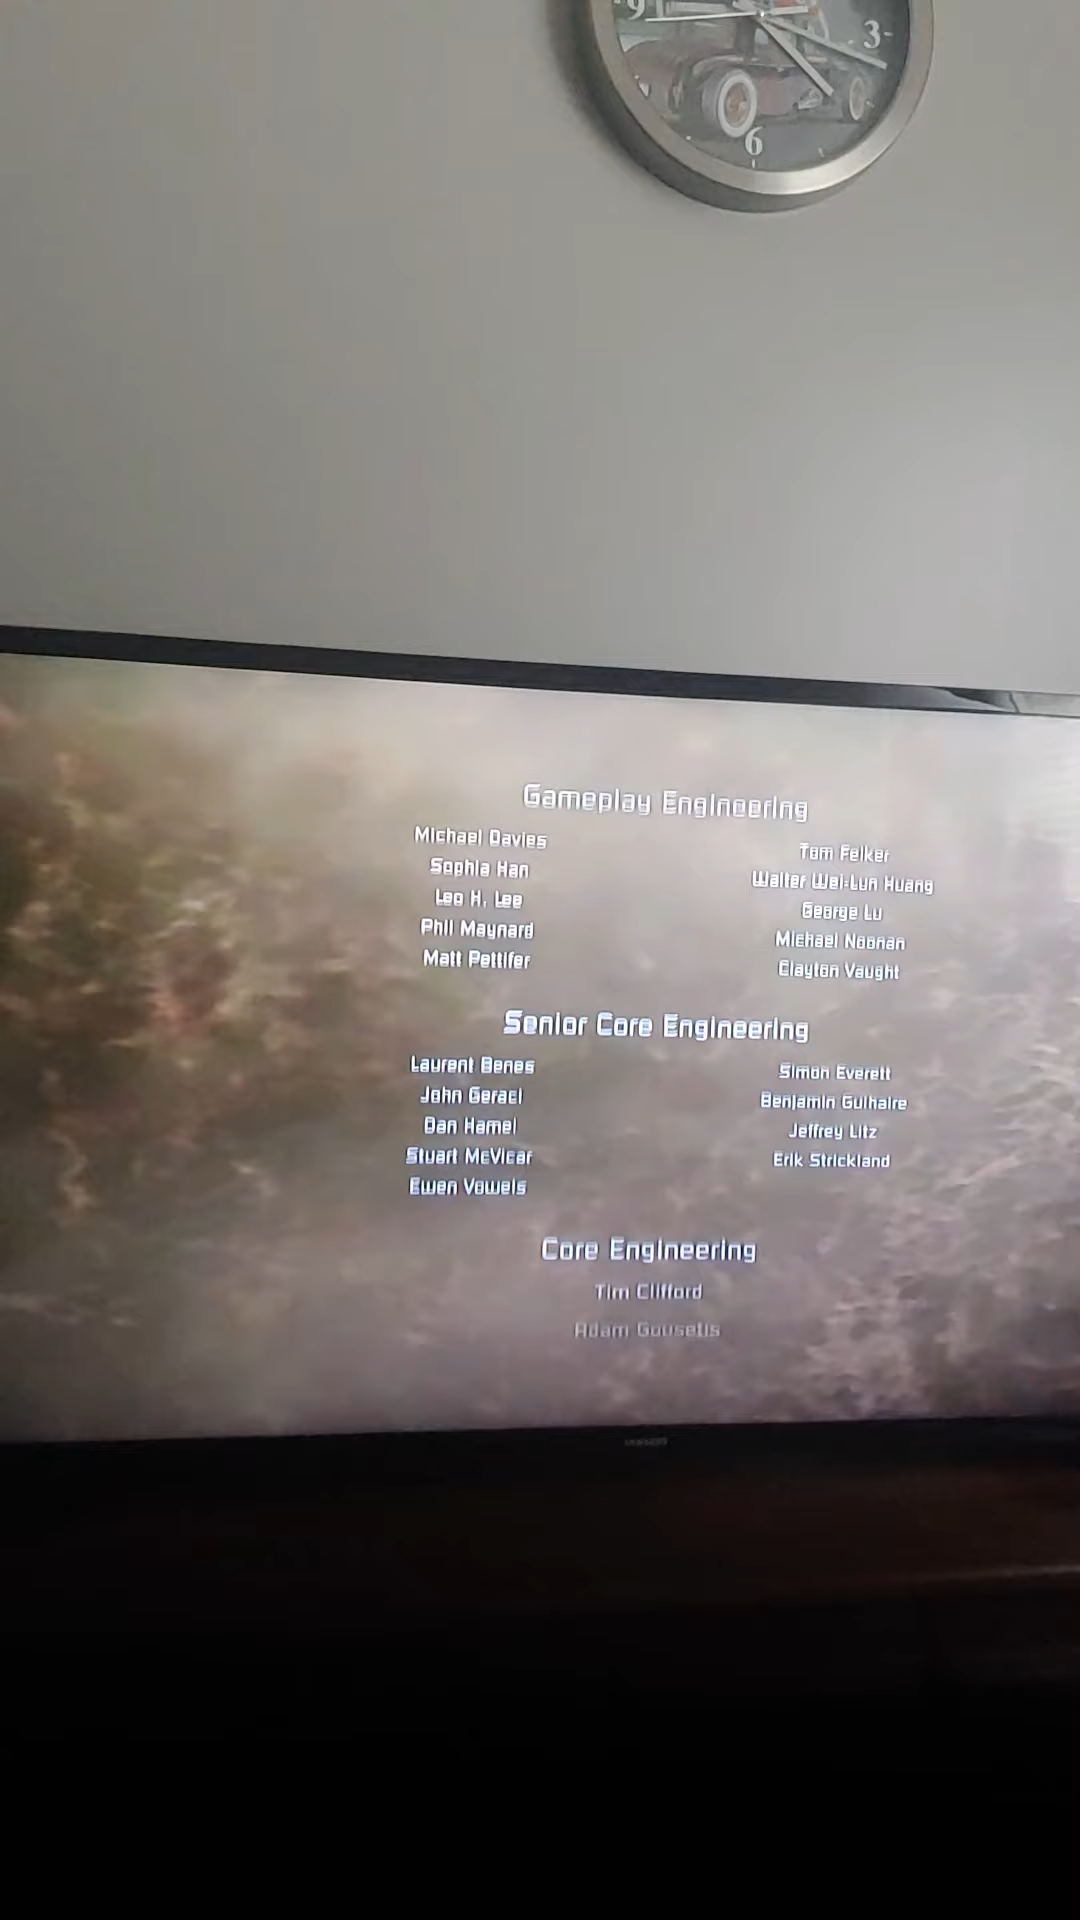 9
3
6
Gameplay Engineering
Michael Davies
Tom Felker
Sophia Han
Walter Wei-Lun Huang
Leo H. Lee
George Lu
Phil Maynard
Michael Noonan
Matt Pettifer
Clayton Vaught
Senior Core Engineering
Laurent Benes
Simon Everett
John Geraci
Benjamin Guihaire
Dan Hamel
Jeffrey Litz
Stuart McVicar
Erik Strickland
Ewen Vowels
Core Engineering
Tim Clifford
Adam Gousetis
SAMSUNG